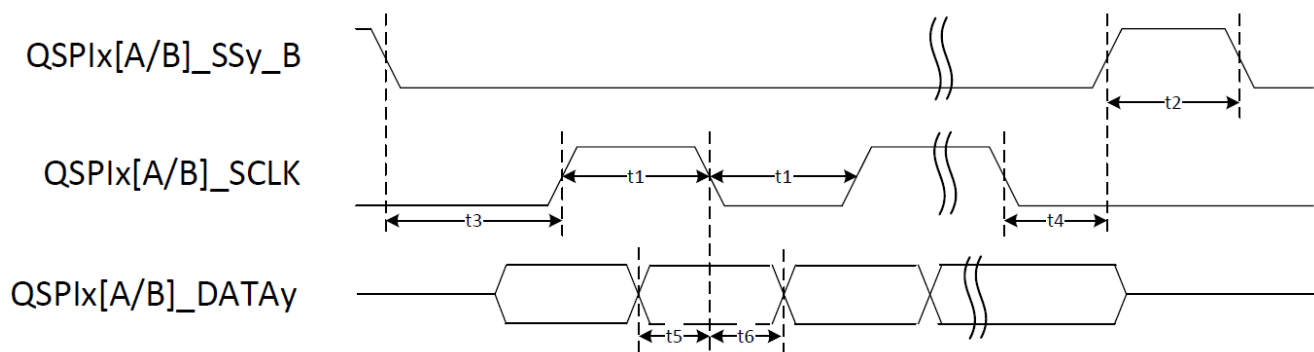 QSPIx[A/B]_SSy_B
t2
QSPIx[A/B]_SCLK
t1 t1
t3 t4
QSPIx[A/B]_DATAy
t5 t6